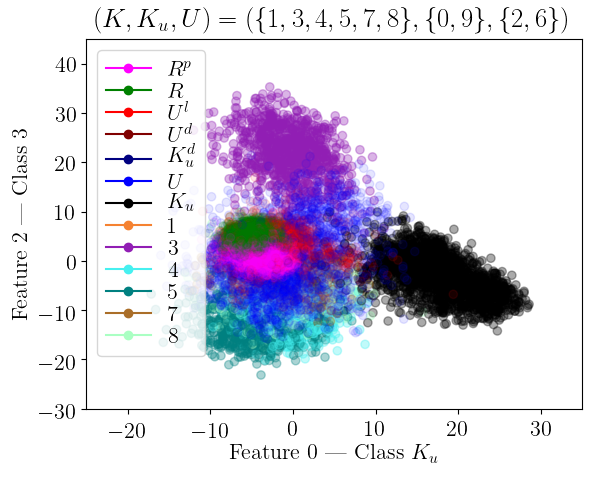 (K, K_u, U) = ({1, 3, 4, 5, 7, 8}, {0, 9}, {2, 6})
Feature 2 — Class 3
40
30
20
10
0
−10
−20
−30
R^p
R
U^l
U^d
K_u^d
U
K_u
1
3
4
5
7
8
−20
−10
0
10
20
30
Feature 0 — Class K_u